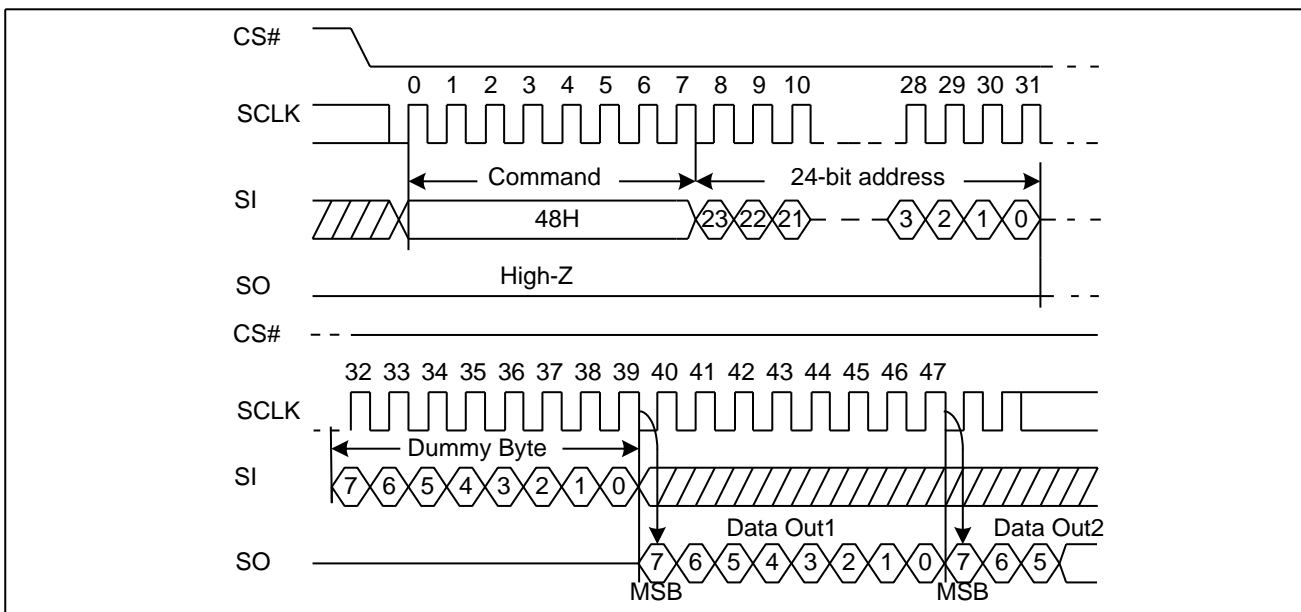 CS#
0 1 2 3 4 5 6 7 8 9 10 28 29 30 31
SCLK
Command 24-bit address
SI
48H 23 22 21 3 2 1 0
High-Z
SO
CS#
32 33 34 35 36 37 38 39 40 41 42 43 44 45 46 47
SCLK
Dummy Byte
SI
7 6 5 4 3 2 1 0
Data Out1 Data Out2
SO
7 6 5 4 3 2 1 0 7 6 5
MSB MSB